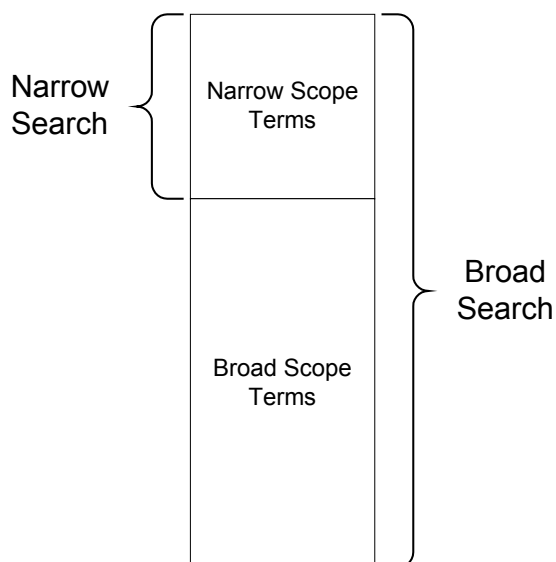 Narrow
Search
Narrow Scope
Terms
Broad
Search
Broad Scope
Terms